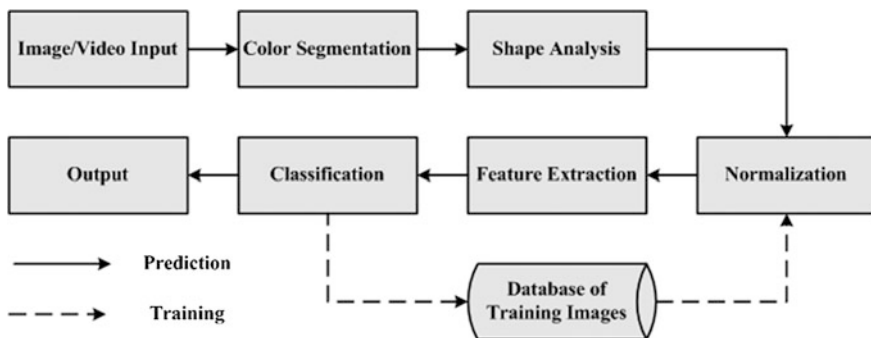 Image/Video Input
Color Segmentation
Shape Analysis
Output
Classification
Feature Extraction
Normalization
Prediction
Training
Database of
Training Images